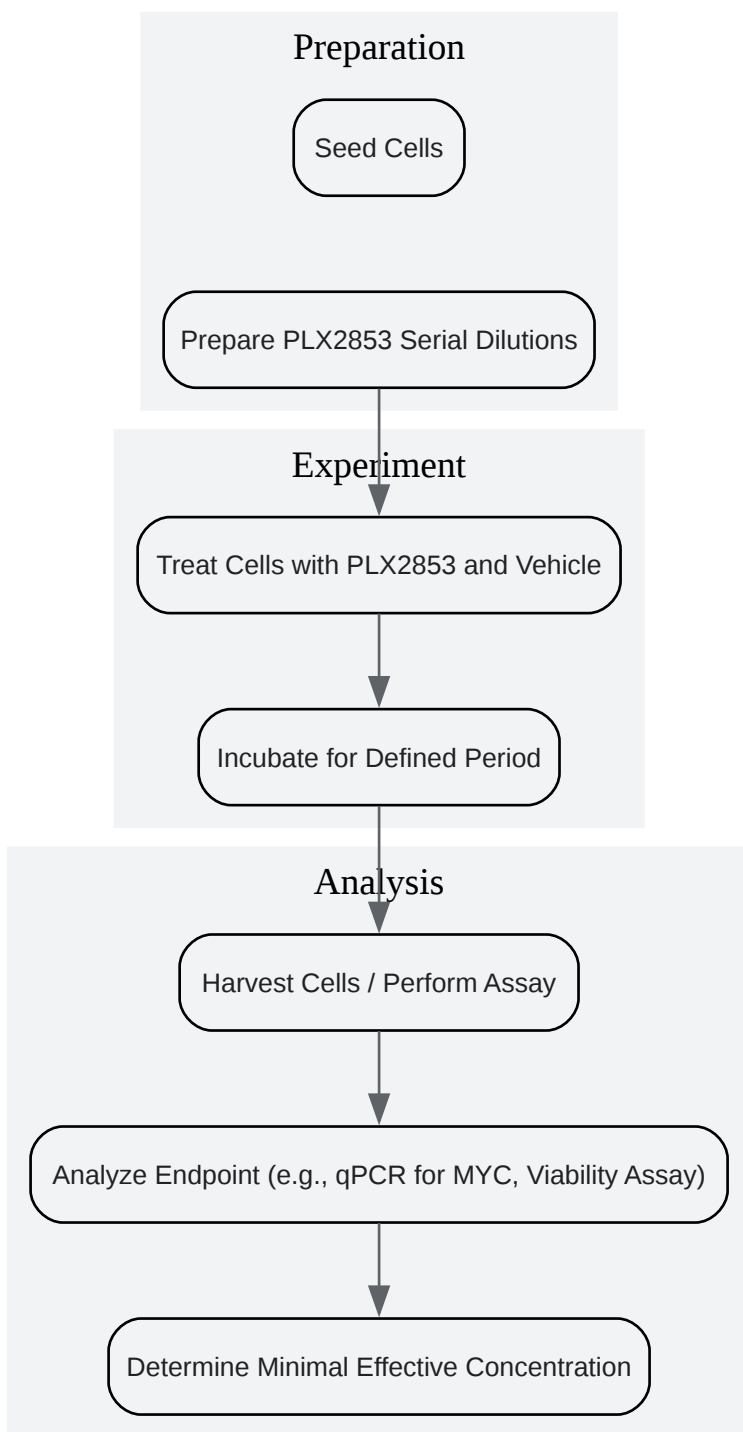 Preparation
Seed Cells
Prepare PLX2853 Serial Dilutions
Experiment
Treat Cells with PLX2853 and Vehicle
Incubate for Defined Period
Analysis
Harvest Cells / Perform Assay
Analyze Endpoint (e.g., qPCR for MYC, Viability Assay)
Determine Minimal Effective Concentration